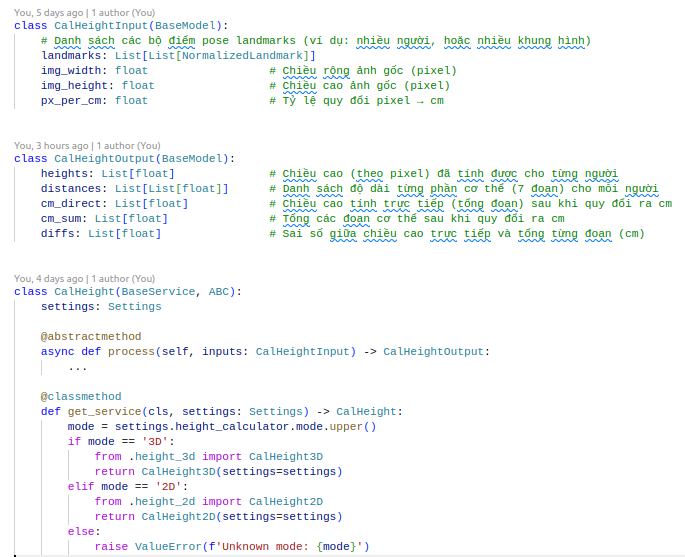 You, 5 days ago | 1 author (You)
class CalHeightInput(BaseModel):
    # Danh sách các bộ điểm pose landmarks (ví dụ: nhiều người, hoặc nhiều khung hình)
    landmarks: List[List[NormalizedLandmark]]
    img_width: float                  # Chiều rộng ảnh gốc (pixel)
    img_height: float                 # Chiều cao ảnh gốc (pixel)
    px_per_cm: float                  # Tỷ lệ quy đổi pixel → cm
You, 3 hours ago | 1 author (You)
class CalHeightOutput(BaseModel):
    heights: List[float]              # Chiều cao (theo pixel) đã tính được cho từng người
    distances: List[List[float]]      # Danh sách độ dài từng phần cơ thể (7 đoạn) cho mỗi người
    cm_direct: List[float]            # Chiều cao tính trực tiếp (tổng đoạn) sau khi quy đổi ra cm
    cm_sum: List[float]               # Tổng các đoạn cơ thể sau khi quy đổi ra cm
    diffs: List[float]                # Sai số giữa chiều cao trực tiếp và tổng từng đoạn (cm)
You, 4 days ago | 1 author (You)
class CalHeight(BaseService, ABC):
    settings: Settings
    @abstractmethod
    async def process(self, inputs: CalHeightInput) -> CalHeightOutput:
        ...
    @classmethod
    def get_service(cls, settings: Settings) -> CalHeight:
        mode = settings.height_calculator.mode.upper()
        if mode == '3D':
            from .height_3d import CalHeight3D
            return CalHeight3D(settings=settings)
        elif mode == '2D':
            from .height_2d import CalHeight2D
            return CalHeight2D(settings=settings)
        else:
            raise ValueError(f'Unknown mode: {mode}')